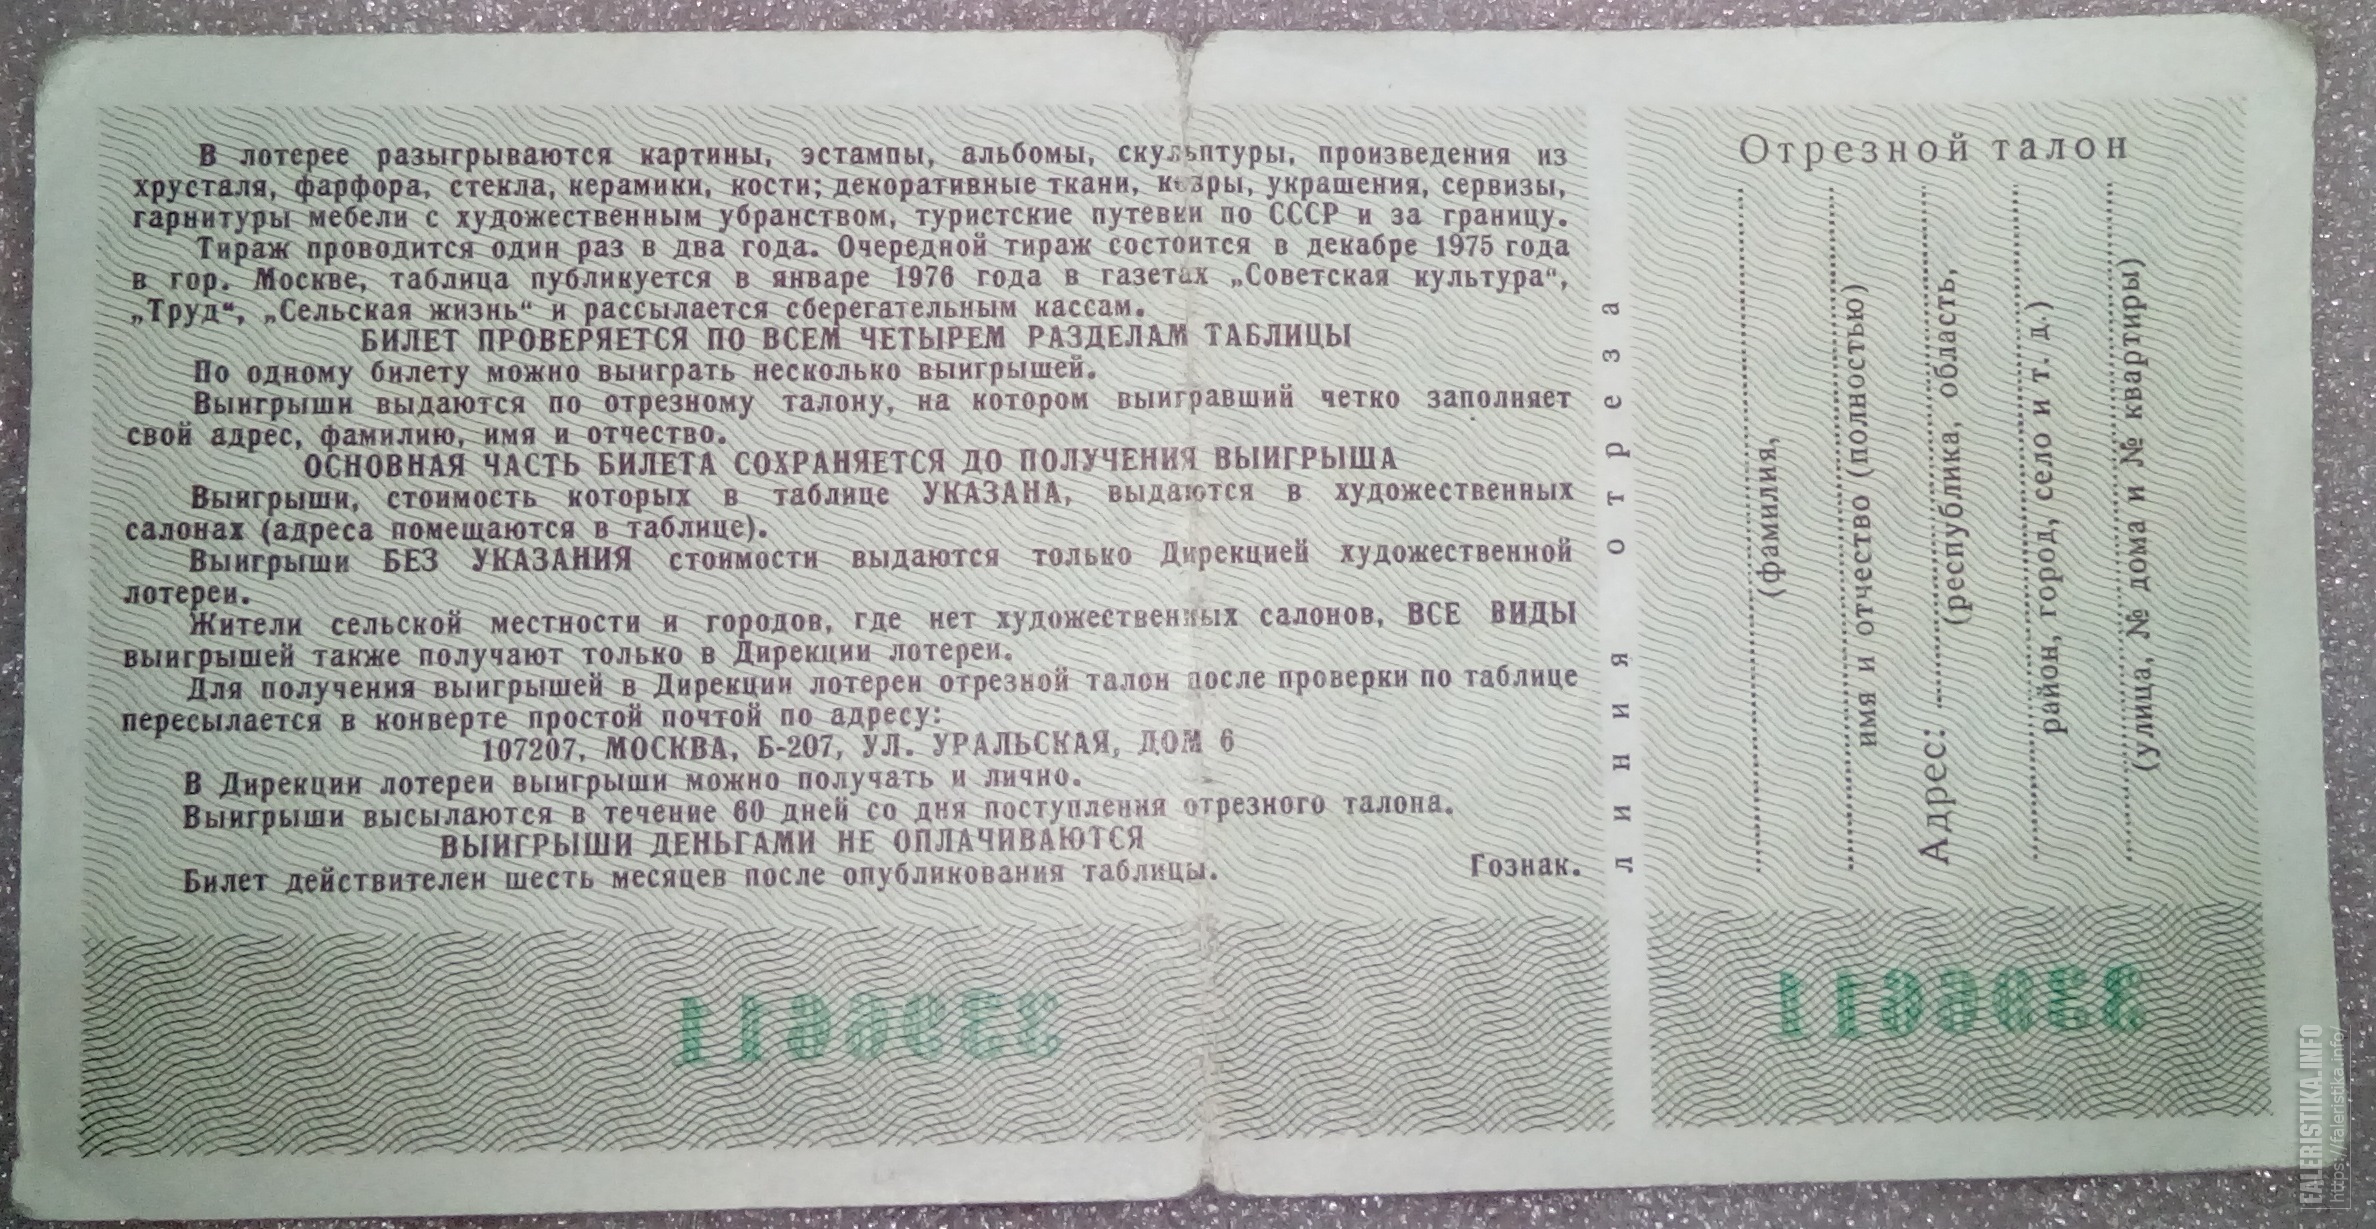 В лотерее разыгрываются картины, эстампы, альбомы, скульптуры, произведения из
хрусталя, фарфора, стекла, керамики, кости; декоративные ткани, ковры, украшения, сервизы,
гарнитуры мебели с художественным убранством, туристские путевки по СССР и за границу.
Тираж проводится один раз в два года. Очередной тираж состоится в декабре 1975 года
в гор. Москве, таблица публикуется в январе 1976 года в газетах „Советская культура“,
„Труд“, „Сельская жизнь“ и рассылается сберегательным кассам.
БИЛЕТ ПРОВЕРЯЕТСЯ ПО ВСЕМ ЧЕТЫРЕМ РАЗДЕЛАМ ТАБЛИЦЫ
По одному билету можно выиграть несколько выигрышей.
Выигрыши выдаются по отрезному талону, на котором выигравший четко заполняет
свой адрес, фамилию, имя и отчество.
ОСНОВНАЯ ЧАСТЬ БИЛЕТА СОХРАНЯЕТСЯ ДО ПОЛУЧЕНИЯ ВЫИГРЫША
Выигрыши, стоимость которых в таблице УКАЗАНА, выдаются в художественных
салонах (адреса помещаются в таблице).
Выигрыши БЕЗ УКАЗАНИЯ стоимости выдаются только Дирекцией художественной
лотереи.
Жители сельской местности и городов, где нет художественных салонов, ВСЕ ВИДЫ
выигрышей также получают только в Дирекции лотереи.
Для получения выигрышей в Дирекции лотереи отрезной талон после проверки по таблице
пересылается в конверте простой почтой по адресу:
107207, МОСКВА, Б-207, УЛ. УРАЛЬСКАЯ, ДОМ 6
В Дирекции лотереи выигрыши можно получать и лично.
Выигрыши высылаются в течение 60 дней со дня поступления отрезного талона.
ВЫИГРЫШИ ДЕНЬГАМИ НЕ ОПЛАЧИВАЮТСЯ
Билет действителен шесть месяцев после опубликования таблицы. Гознак.
линия отреза
Отрезной талон
(фамилия,
имя и отчество (полностью)
Адрес:
(республика, область,
район, город, село и т. д.)
(улица, № дома и № квартиры)
FALERISTIKA.INFO
https://faleristika.info/